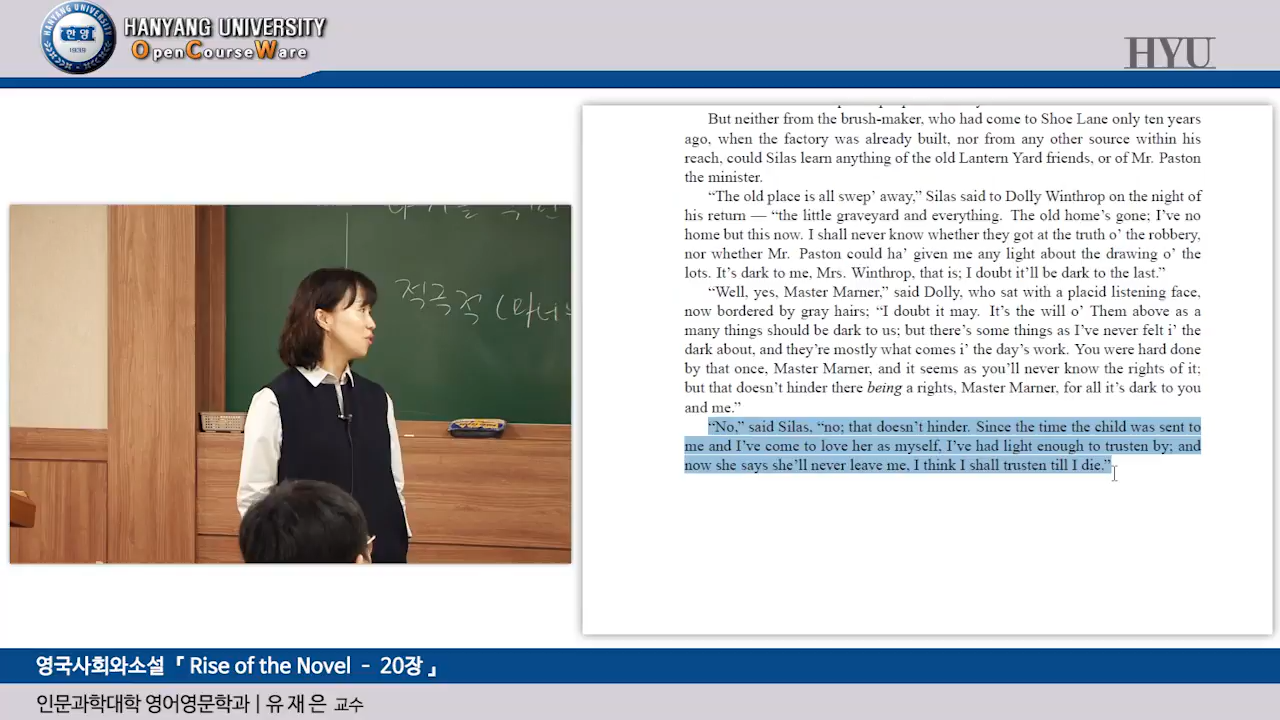 HANYANG UNIVERSITY
OpenCourseWare
한양
1939
HYU
But neither from the brush-maker, who had come to Shoe Lane only ten years
ago, when the factory was already built, nor from any other source within his
reach, could Silas learn anything of the old Lantern Yard friends, or of Mr. Paston
the minister.
“The old place is all swep’ away,” Silas said to Dolly Winthrop on the night of
his return — “the little graveyard and everything. The old home’s gone; I’ve no
home but this now. I shall never know whether they got at the truth o’ the robbery,
nor whether Mr. Paston could ha’ given me any light about the drawing o’ the
lots. It’s dark to me, Mrs. Winthrop, that is; I doubt it’ll be dark to the last.”
“Well, yes, Master Marner,” said Dolly, who sat with a placid listening face,
now bordered by gray hairs; “I doubt it may. It’s the will o’ Them above as a
many things should be dark to us; but there’s some things as I’ve never felt i’ the
dark about, and they’re mostly what comes i’ the day’s work. You were hard done
by that once, Master Marner, and it seems as you’ll never know the rights of it;
but that doesn’t hinder there being a rights, Master Marner, for all it’s dark to you
and me.”
“No,” said Silas, “no; that doesn’t hinder. Since the time the child was sent to
me and I’ve come to love her as myself, I’ve had light enough to trusten by; and
now she says she’ll never leave me, I think I shall trusten till I die.”
적극적
영국사회와소설 「 Rise of the Novel - 20장 」
인문과학대학 영어영문학과 | 유 재 은 교수